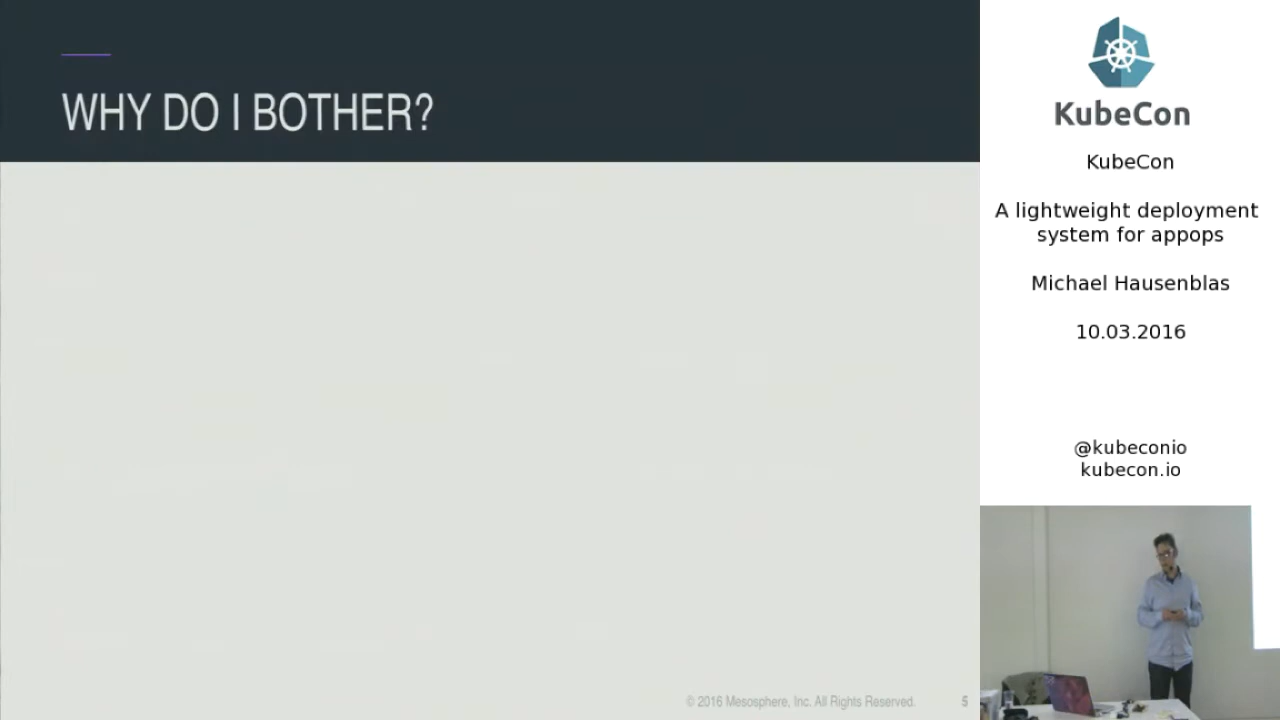 WHY DO I BOTHER?
© 2016 Mesosphere, Inc. All Rights Reserved.
5
KubeCon
KubeCon
A lightweight deployment
system for appops
Michael Hausenblas
10.03.2016
@kubeconio
kubecon.io